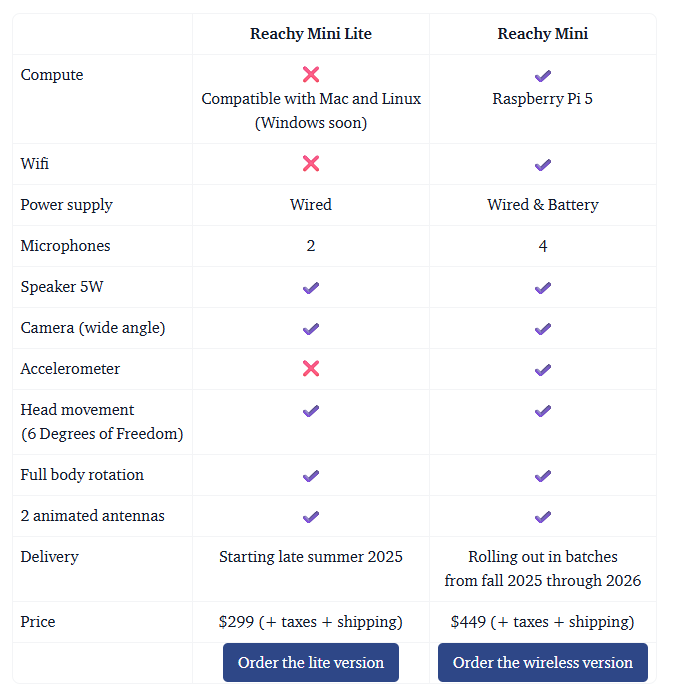 Reachy Mini Lite Reachy Mini
Compute
Compatible with Mac and Linux
(Windows soon)
Raspberry Pi 5
Wifi
Power supply Wired Wired & Battery
Microphones 2 4
Speaker 5W
Camera (wide angle)
Accelerometer
Head movement
(6 Degrees of Freedom)
Full body rotation
2 animated antennas
Delivery Starting late summer 2025 Rolling out in batches
from fall 2025 through 2026
Price $299 (+ taxes + shipping) $449 (+ taxes + shipping)
Order the lite version Order the wireless version